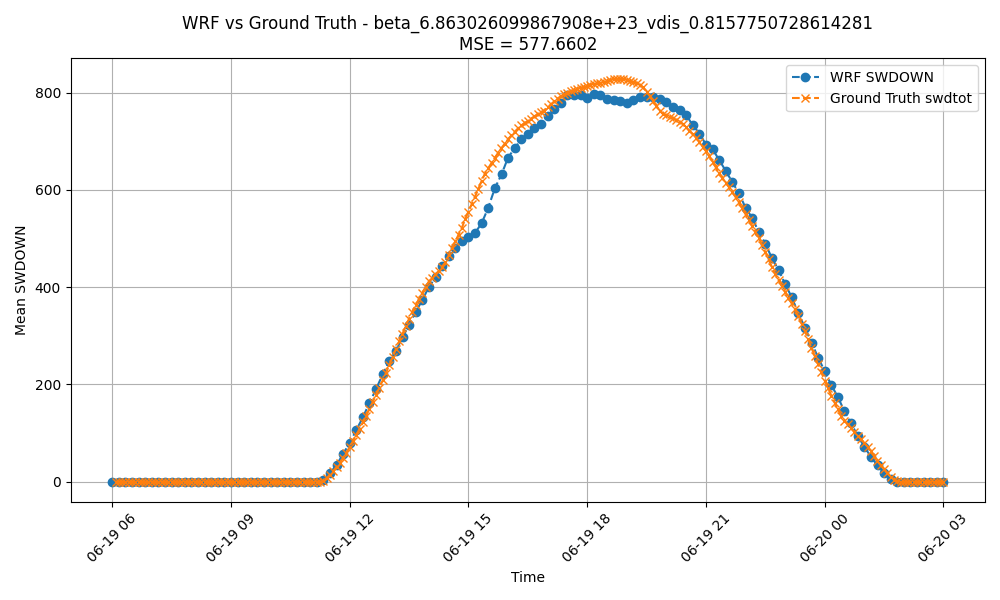 WRF vs Ground Truth - beta_6.863026099867908e+23_vdis_0.8157750728614281
MSE = 577.6602
WRF SWDOWN
Ground Truth swdtot
Mean SWDOWN
800
600
400
200
0
06-19 06
06-19 09
06-19 12
06-19 15
06-19 18
06-19 21
06-20 00
06-20 03
Time